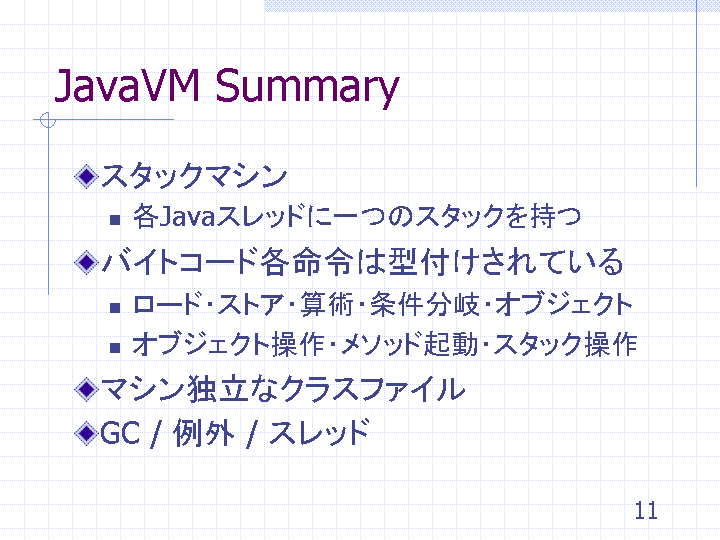 JavaVM Summary
スタックマシン
各Javaスレッドに一つのスタックを持つ
バイトコード各命令は型付けされている
ロード・ストア・算術・条件分岐・オブジェクト
オブジェクト操作・メソッド起動・スタック操作
マシン独立なクラスファイル
GC / 例外 / スレッド
11